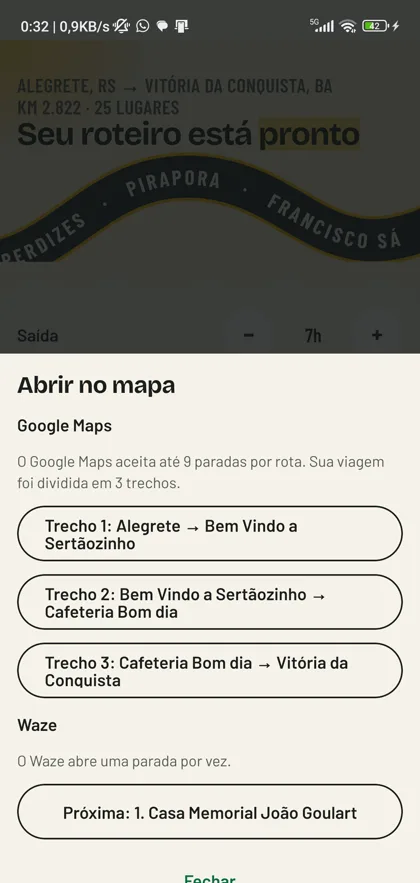 0:32 | 0,9KB/s
5G
42
ALEGRETE, RS → VITÓRIA DA CONQUISTA, BA
KM 2.822 · 25 LUGARES
Seu roteiro está pronto
PERDIZES · PIRAPORA · FRANCISCO SÁ
Saída
− 7h +
Abrir no mapa
Google Maps
O Google Maps aceita até 9 paradas por rota. Sua viagem
foi dividida em 3 trechos.
Trecho 1: Alegrete → Bem Vindo a
Sertãozinho
Trecho 2: Bem Vindo a Sertãozinho →
Cafeteria Bom dia
Trecho 3: Cafeteria Bom dia → Vitória da
Conquista
Waze
O Waze abre uma parada por vez.
Próxima: 1. Casa Memorial João Goulart
Fechar